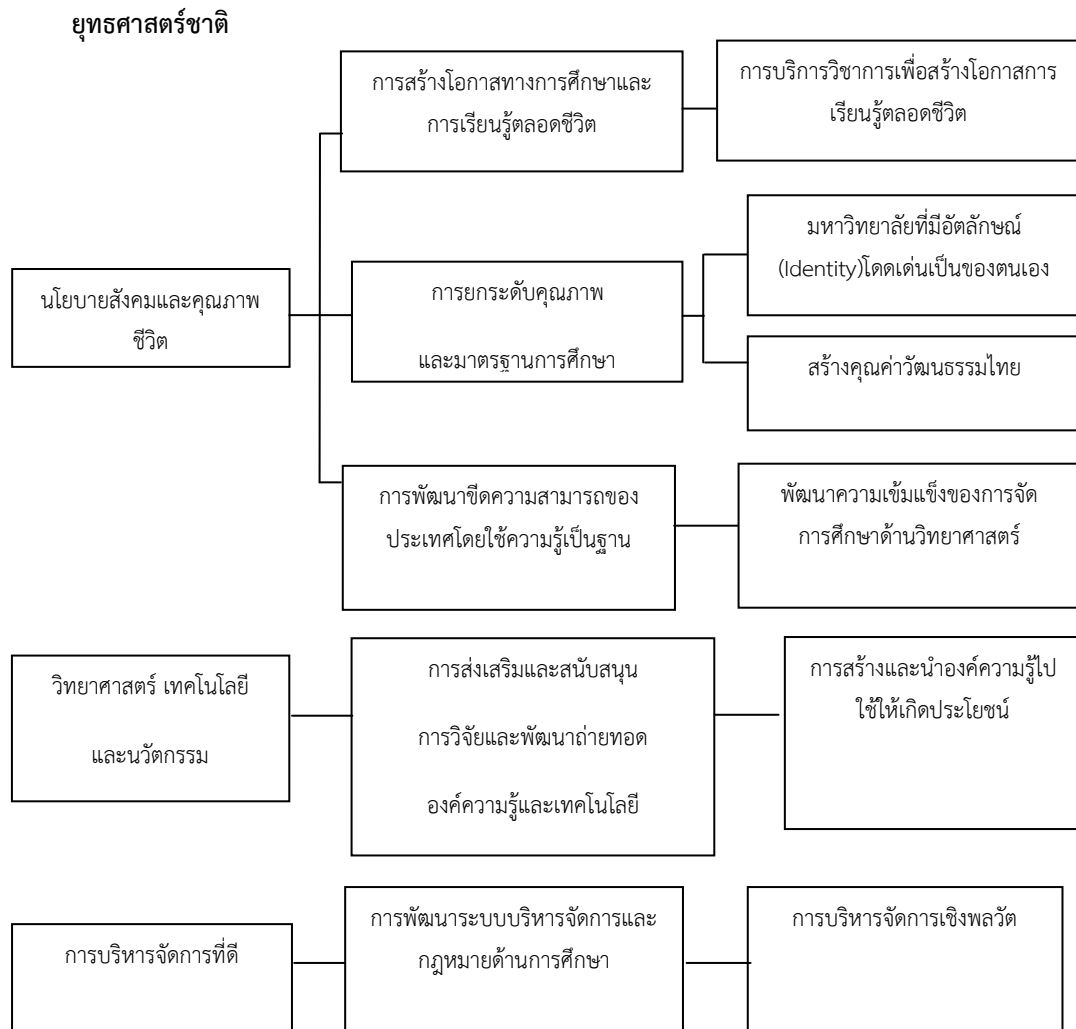 ยุทธศาสตร์ชาติ
การสร้างโอกาสทางการศึกษาและ
การเรียนรู้ตลอดชีวิต
การบริการวิชาการเพื่อสร้างโอกาสการ
เรียนรู้ตลอดชีวิต
นโยบายสังคมและคุณภาพ
ชีวิต
การยกระดับคุณภาพ
และมาตรฐานการศึกษา
มหาวิทยาลัยที่มีอัตลักษณ์
(Identity)โดดเด่นเป็นของตนเอง
สร้างคุณค่าวัฒนธรรมไทย
การพัฒนาขีดความสามารถของ
ประเทศโดยใช้ความรู้เป็นฐาน
พัฒนาความเข้มแข็งของการจัด
การศึกษาด้านวิทยาศาสตร์
วิทยาศาสตร์ เทคโนโลยี
และนวัตกรรม
การส่งเสริมและสนับสนุน
การวิจัยและพัฒนาถ่ายทอด
องค์ความรู้และเทคโนโลยี
การสร้างและนำองค์ความรู้ไป
ใช้ให้เกิดประโยชน์
การบริหารจัดการที่ดี
การพัฒนาระบบบริหารจัดการและ
กฎหมายด้านการศึกษา
การบริหารจัดการเชิงพลวัต